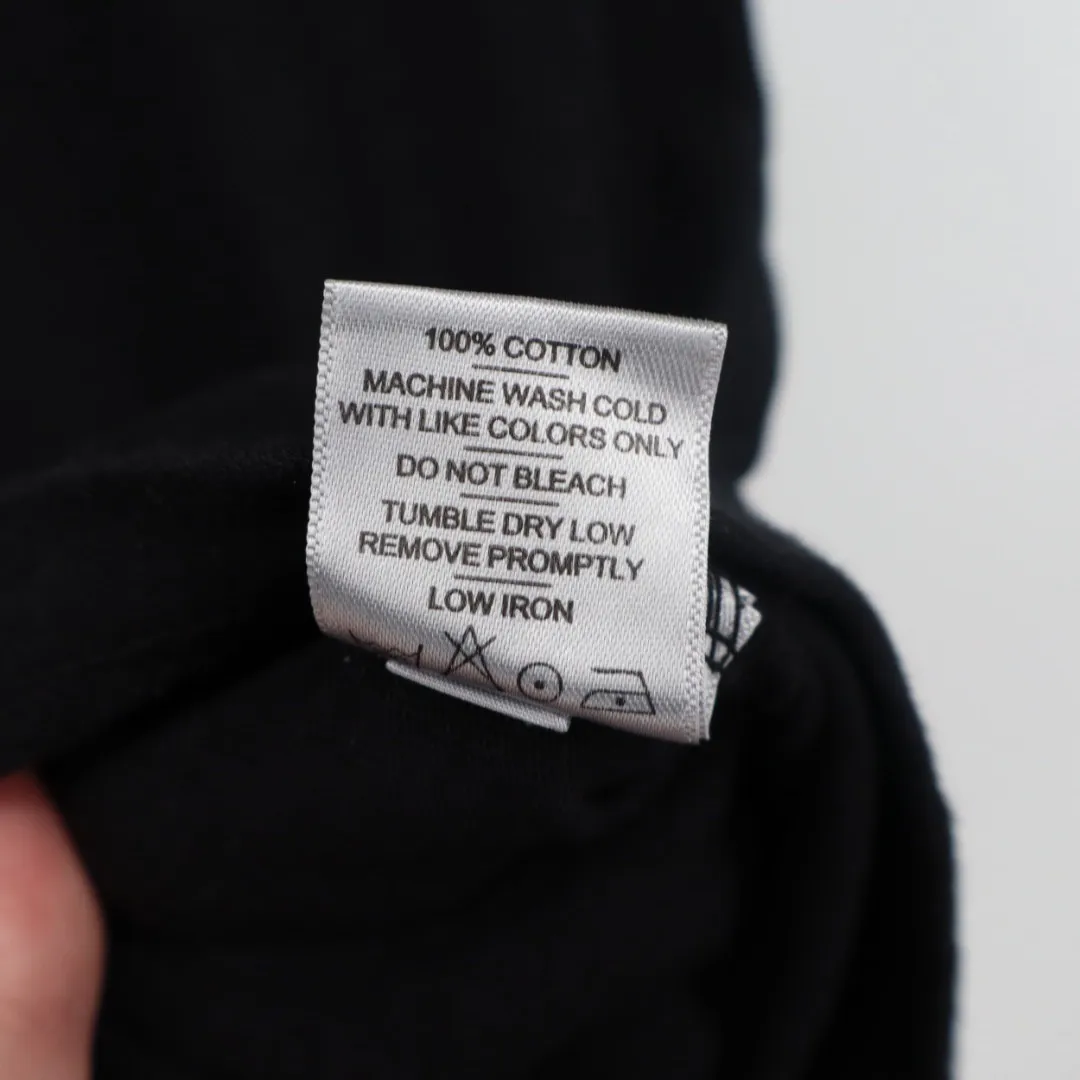 100% COTTON
MACHINE WASH COLD
WITH LIKE COLORS ONLY
DO NOT BLEACH
TUMBLE DRY LOW
REMOVE PROMPTLY
LOW IRON